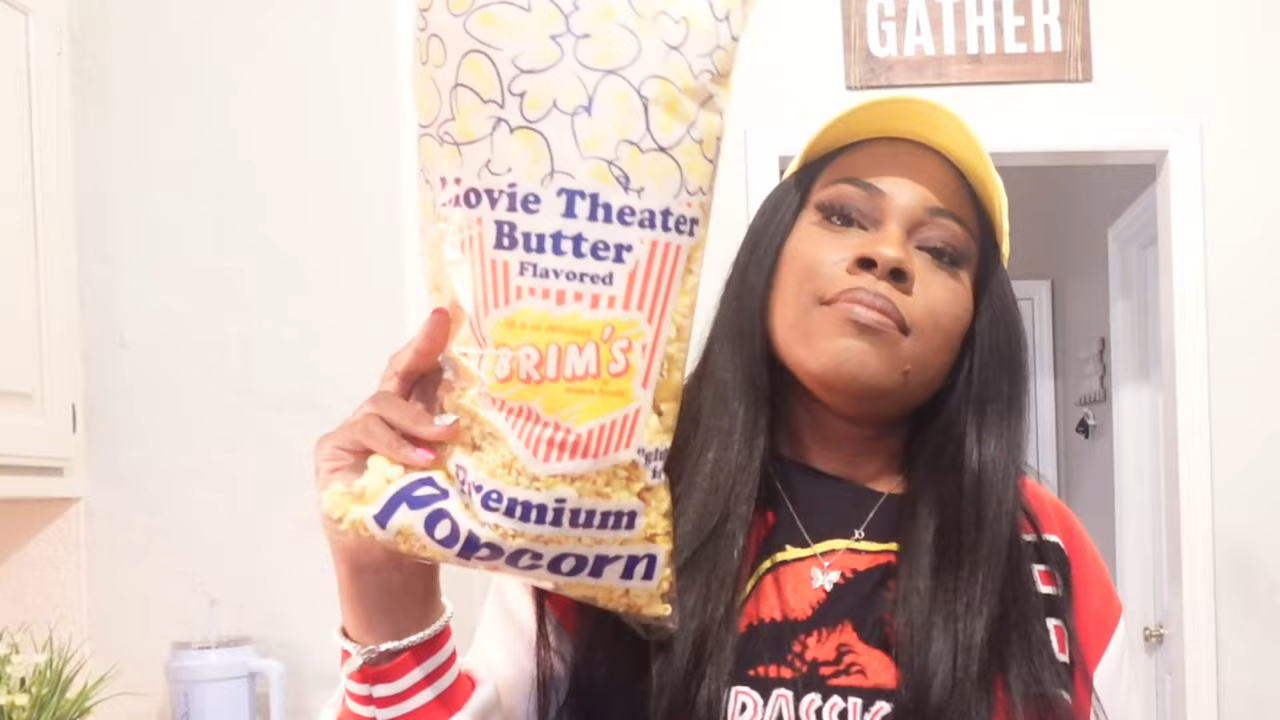 GATHER
Movie Theater
Butter
Flavored
BRIM'S
Premium
Popcorn